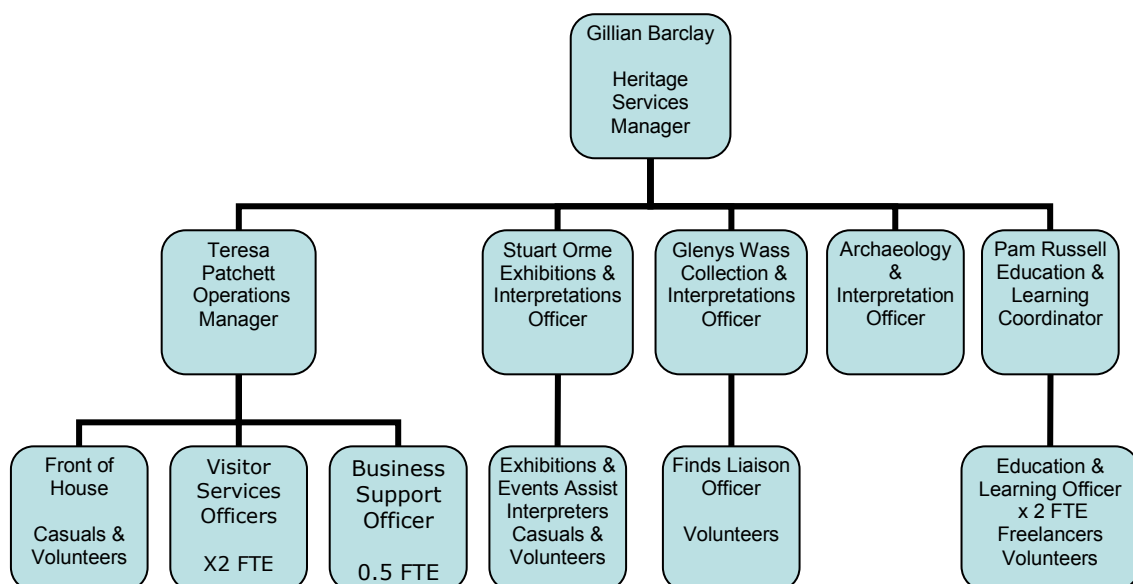 Gillian Barclay
Heritage
Services
Manager
Teresa
Patchett
Operations
Manager
Stuart Orme
Exhibitions &
Interpretations
Officer
Glenys Wass
Collection &
Interpretations
Officer
Archaeology
&
Interpretation
Officer
Pam Russell
Education &
Learning
Coordinator
Front of
House
Casuals &
Volunteers
Visitor
Services
Officers
X2 FTE
Business
Support
Officer
0.5 FTE
Exhibitions &
Events Assist
Interpreters
Casuals &
Volunteers
Finds Liaison
Officer
Volunteers
Education &
Learning Officer
x 2 FTE
Freelancers
Volunteers